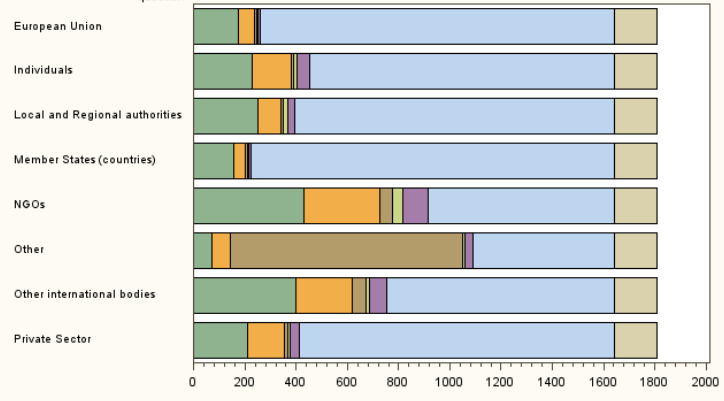 European Union
Individuals
Local and Regional authorities
Member States (countries)
NGOs
Other
Other international bodies
Private Sector
0 200 400 600 800 1000 1200 1400 1600 1800 2000